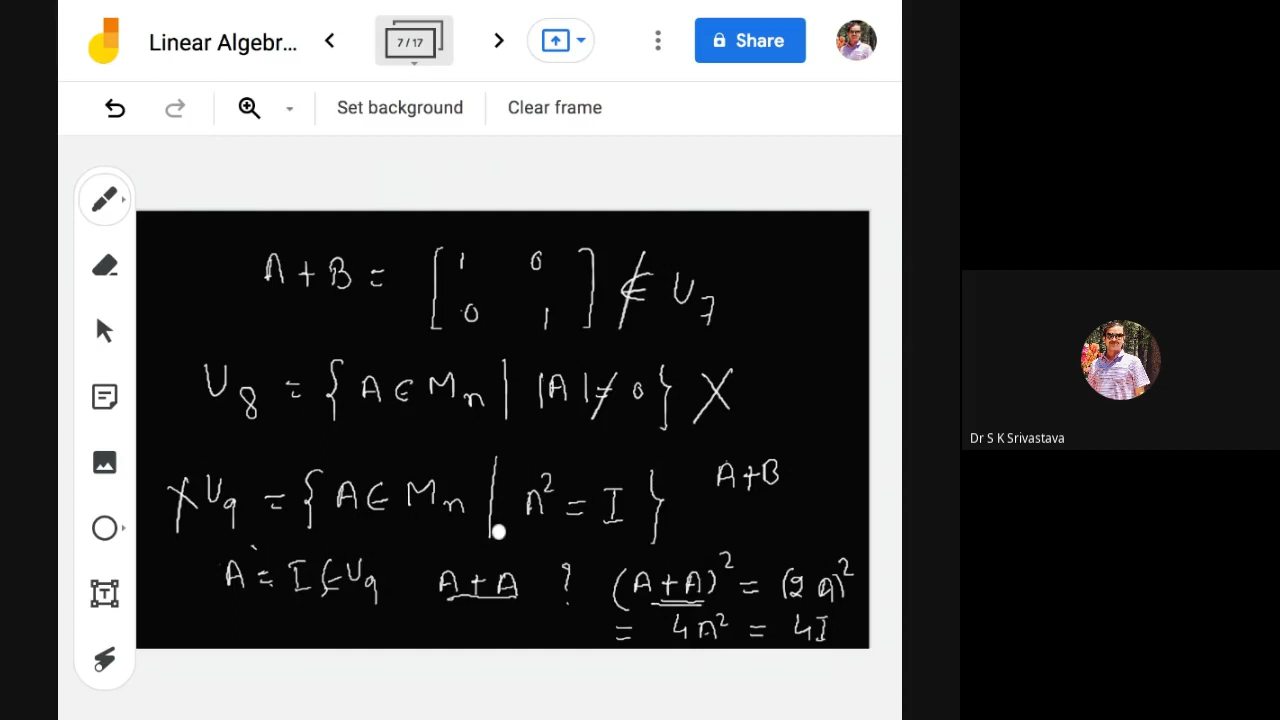 Linear Algebr...
7 / 17
Share
Set background
Clear frame
A + B = [ 1 0 0 1 ] ∉ U₇
U₈ = { A ∈ Mₙ | |A| ≠ 0 } X
X U₉ = { A ∈ Mₙ | A² = I } A+B
A = I ∈ U₉ A + A ? (A + A)² = (2A)²
= 4A² = 4I
Dr S K Srivastava